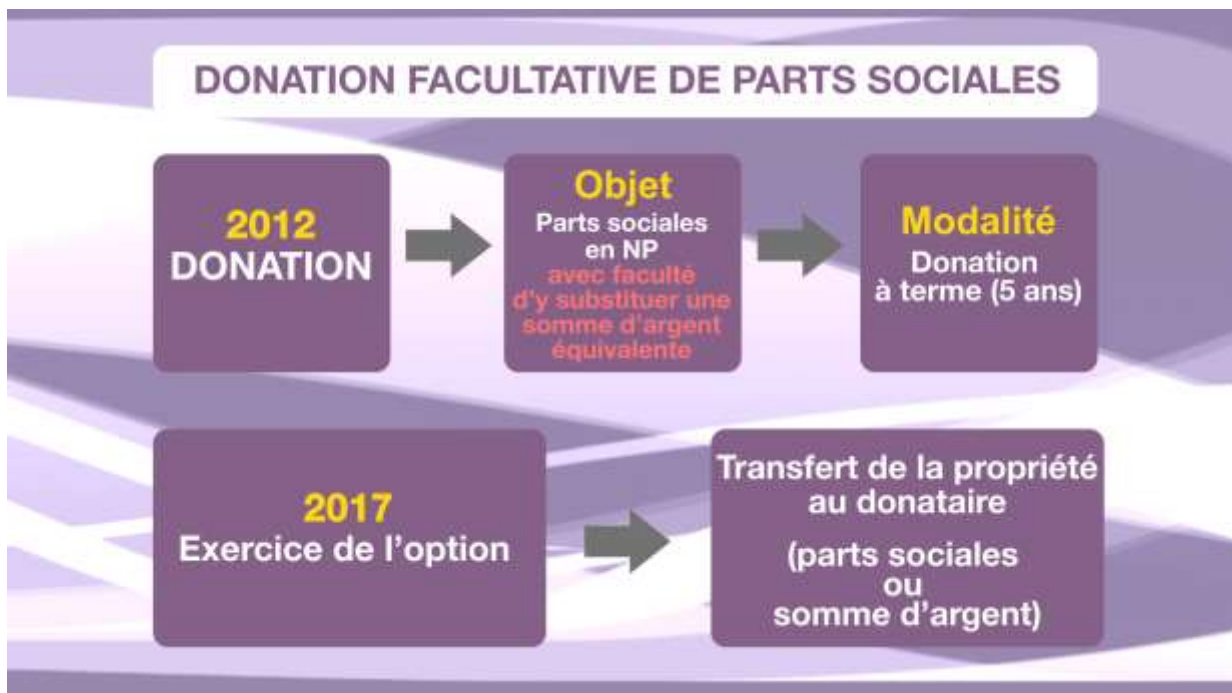 DONATION FACULTATIVE DE PARTS SOCIALES
2012
DONATION
Objet
Parts sociales
en NP
avec faculté
d'y substituer une
somme d'argent
équivalente
Modalité
Donation
à terme (5 ans)
2017
Exercice de l'option
Transfert de la propriété
au donataire
(parts sociales
ou
somme d'argent)